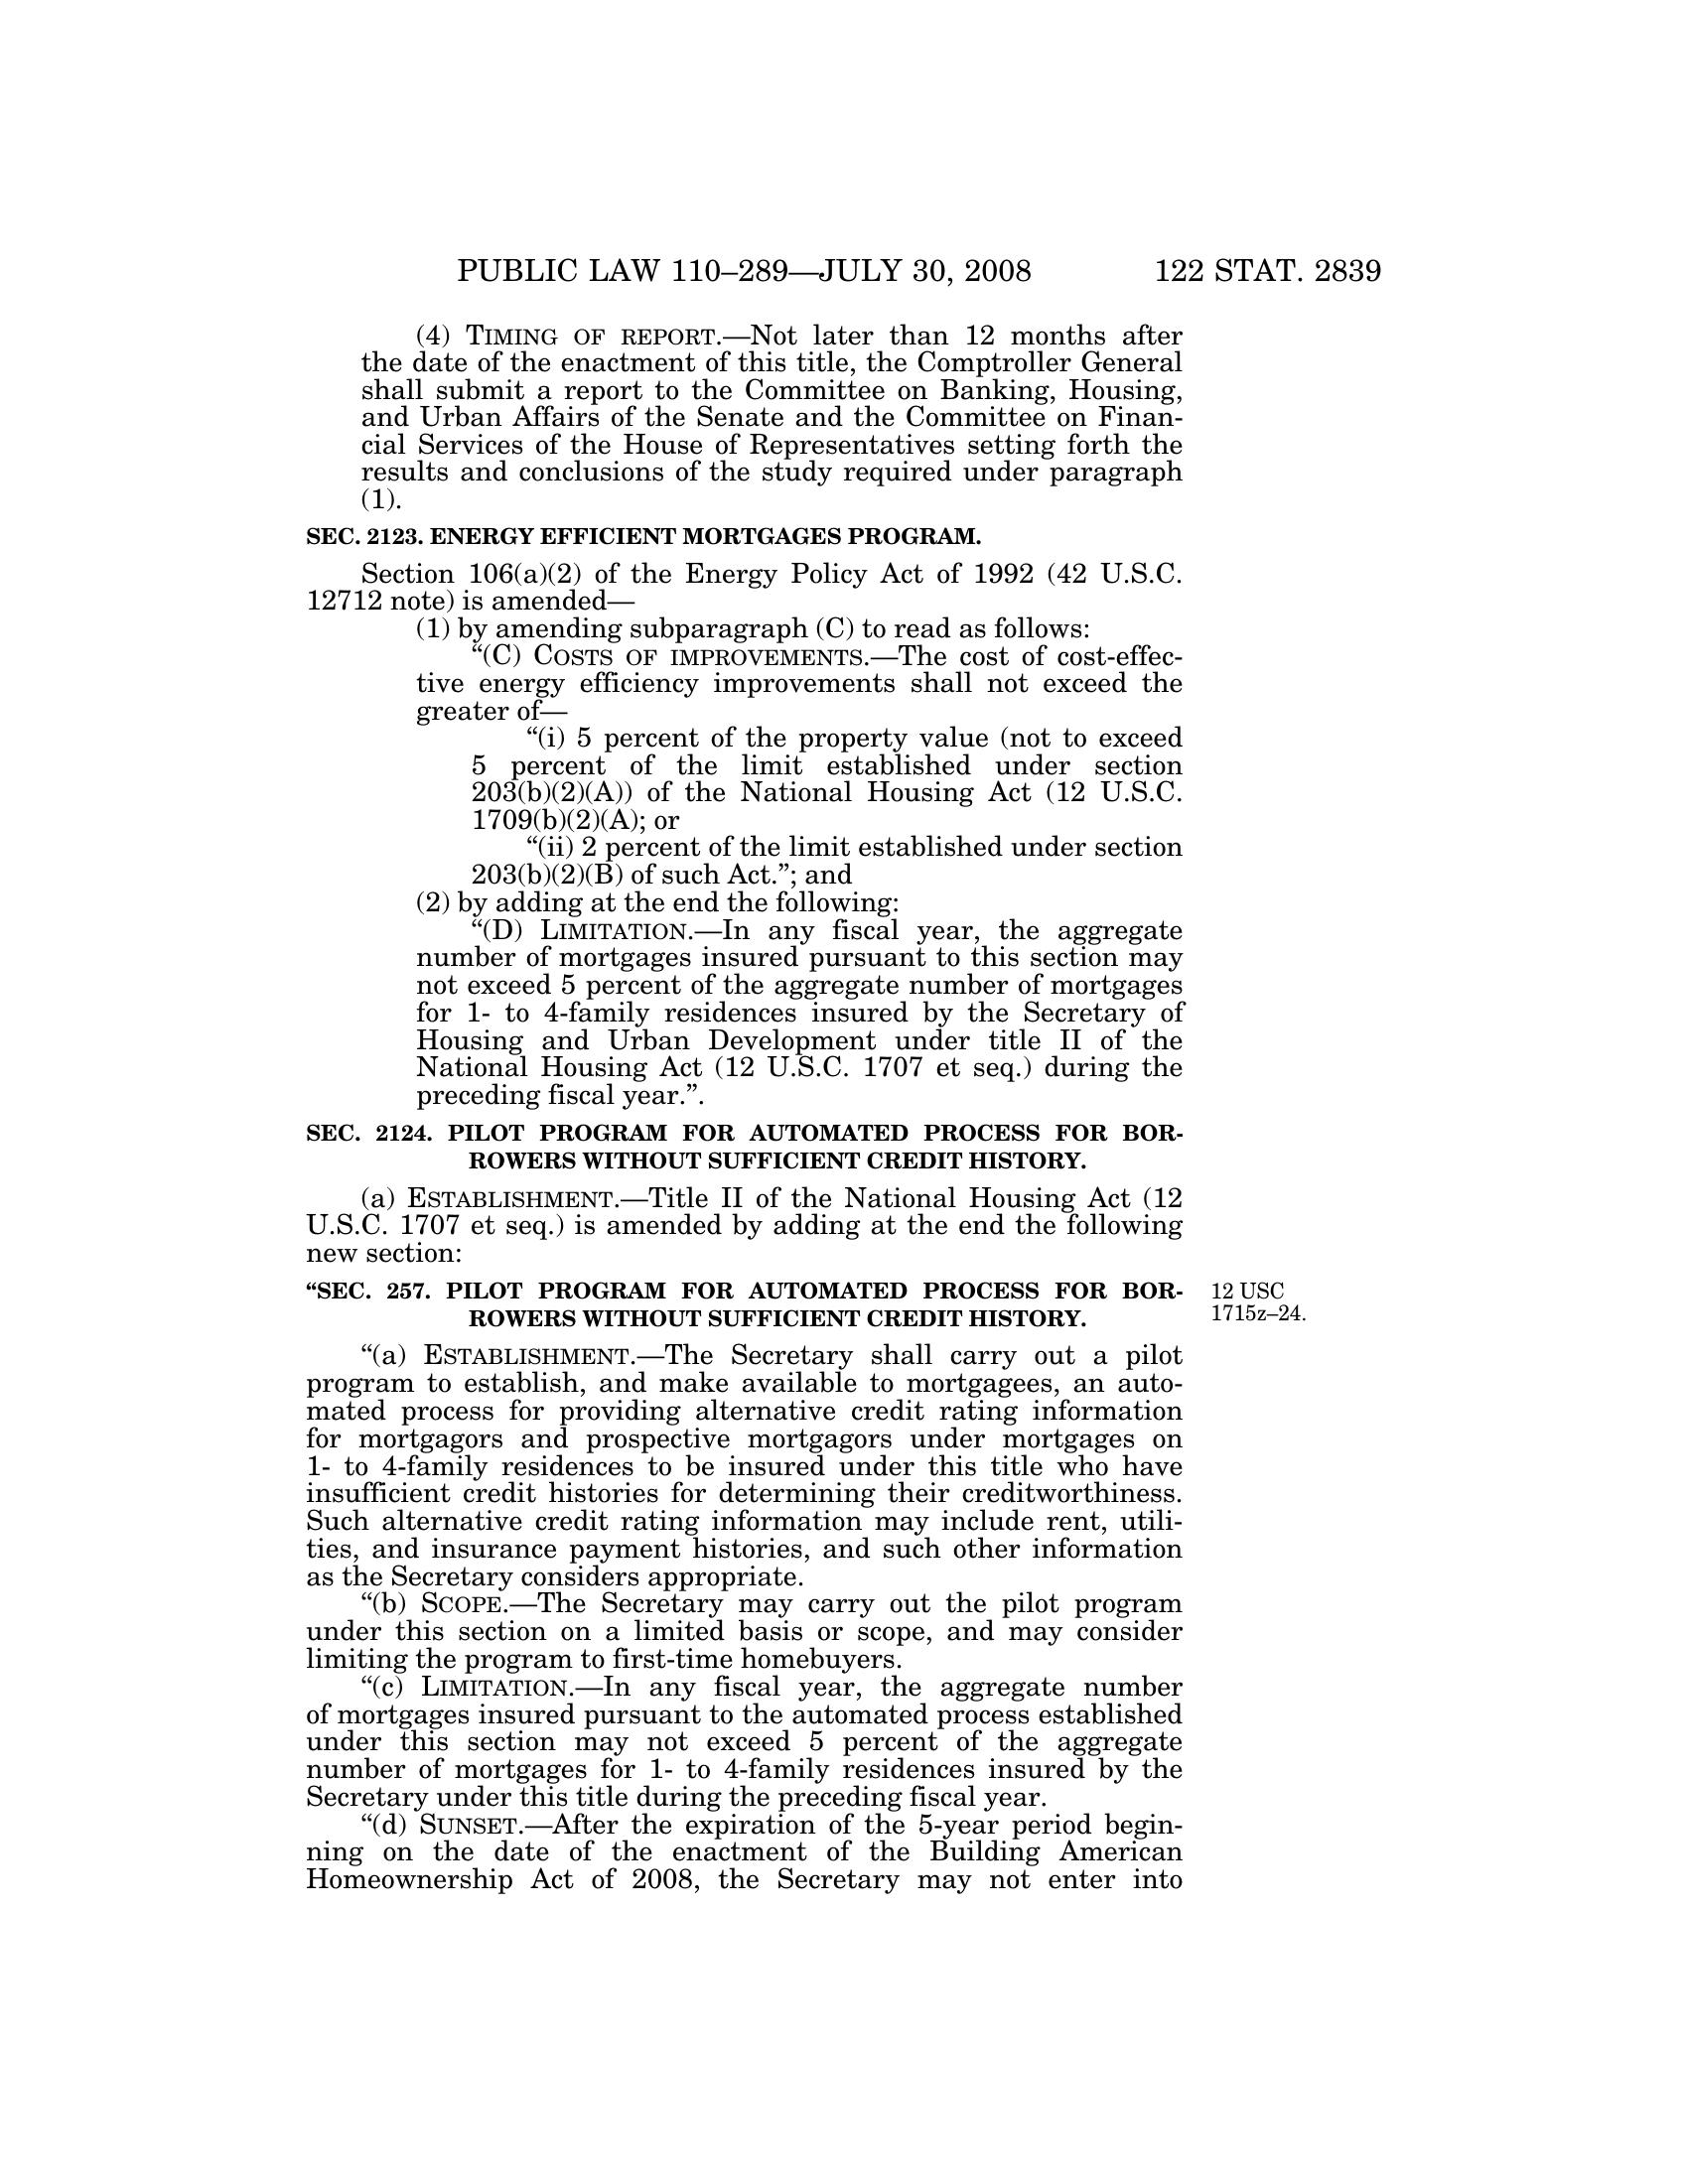 PUBLIC LAW 110–289—JULY 30, 2008 122 STAT. 2839
(4) TIMING OF REPORT.—Not later than 12 months after
the date of the enactment of this title, the Comptroller General
shall submit a report to the Committee on Banking, Housing,
and Urban Affairs of the Senate and the Committee on Finan-
cial Services of the House of Representatives setting forth the
results and conclusions of the study required under paragraph
(1).
SEC. 2123. ENERGY EFFICIENT MORTGAGES PROGRAM.
Section 106(a)(2) of the Energy Policy Act of 1992 (42 U.S.C.
12712 note) is amended—
(1) by amending subparagraph (C) to read as follows:
“(C) COSTS OF IMPROVEMENTS.—The cost of cost-effec-
tive energy efficiency improvements shall not exceed the
greater of—
“(i) 5 percent of the property value (not to exceed
5 percent of the limit established under section
203(b)(2)(A)) of the National Housing Act (12 U.S.C.
1709(b)(2)(A); or
“(ii) 2 percent of the limit established under section
203(b)(2)(B) of such Act.”; and
(2) by adding at the end the following:
“(D) LIMITATION.—In any fiscal year, the aggregate
number of mortgages insured pursuant to this section may
not exceed 5 percent of the aggregate number of mortgages
for 1- to 4-family residences insured by the Secretary of
Housing and Urban Development under title II of the
National Housing Act (12 U.S.C. 1707 et seq.) during the
preceding fiscal year.”.
SEC. 2124. PILOT PROGRAM FOR AUTOMATED PROCESS FOR BOR-
ROWERS WITHOUT SUFFICIENT CREDIT HISTORY.
(a) ESTABLISHMENT.—Title II of the National Housing Act (12
U.S.C. 1707 et seq.) is amended by adding at the end the following
new section:
“SEC. 257. PILOT PROGRAM FOR AUTOMATED PROCESS FOR BOR-
ROWERS WITHOUT SUFFICIENT CREDIT HISTORY.
12 USC
1715z–24.
“(a) ESTABLISHMENT.—The Secretary shall carry out a pilot
program to establish, and make available to mortgagees, an auto-
mated process for providing alternative credit rating information
for mortgagors and prospective mortgagors under mortgages on
1- to 4-family residences to be insured under this title who have
insufficient credit histories for determining their creditworthiness.
Such alternative credit rating information may include rent, utili-
ties, and insurance payment histories, and such other information
as the Secretary considers appropriate.
“(b) SCOPE.—The Secretary may carry out the pilot program
under this section on a limited basis or scope, and may consider
limiting the program to first-time homebuyers.
“(c) LIMITATION.—In any fiscal year, the aggregate number
of mortgages insured pursuant to the automated process established
under this section may not exceed 5 percent of the aggregate
number of mortgages for 1- to 4-family residences insured by the
Secretary under this title during the preceding fiscal year.
“(d) SUNSET.—After the expiration of the 5-year period begin-
ning on the date of the enactment of the Building American
Homeownership Act of 2008, the Secretary may not enter into